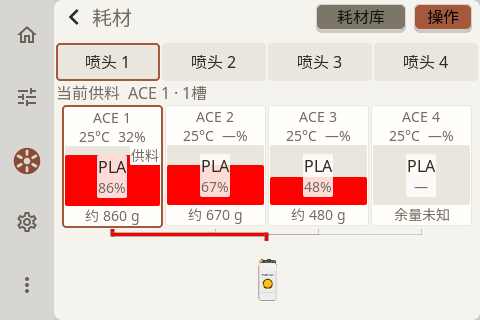 耗材
耗材库
操作
喷头 1
喷头 2
喷头 3
喷头 4
当前供料 ACE 1 · 1槽
ACE 1
25°C 32%
供料
PLA
86%
约 860 g
ACE 2
25°C —%
PLA
67%
约 670 g
ACE 3
25°C —%
PLA
48%
约 480 g
ACE 4
25°C —%
PLA
—
余量未知